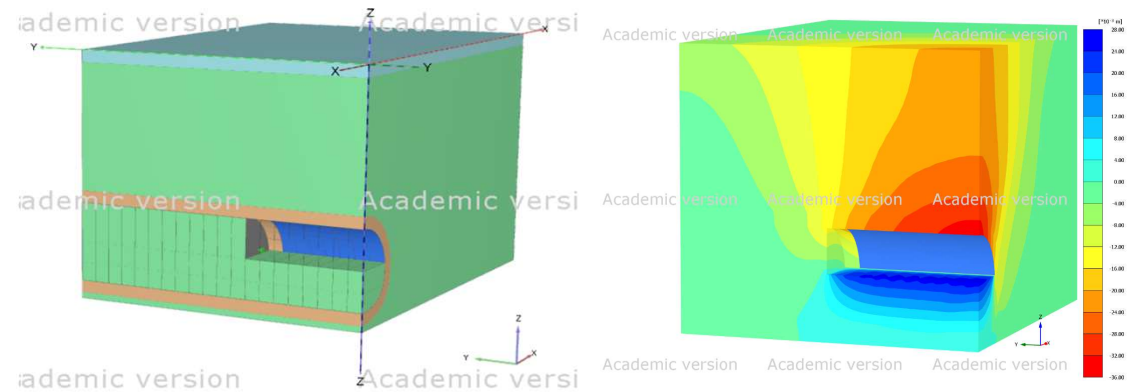 ademic version
Academic versi
Z
X
Y
X
Y
ademic version
Academic versi
Z
Y
X
ademic version
Z
Academic versi
Academic version
Academic version
Academic version
Academic version
Academic version
Academic version
Academic version
Academic version
Academic version
Z
Y
[*10⁻³ m]
28.00
24.00
20.00
16.00
12.00
8.00
4.00
0.00
-4.00
-8.00
-12.00
-16.00
-20.00
-24.00
-28.00
-32.00
-36.00